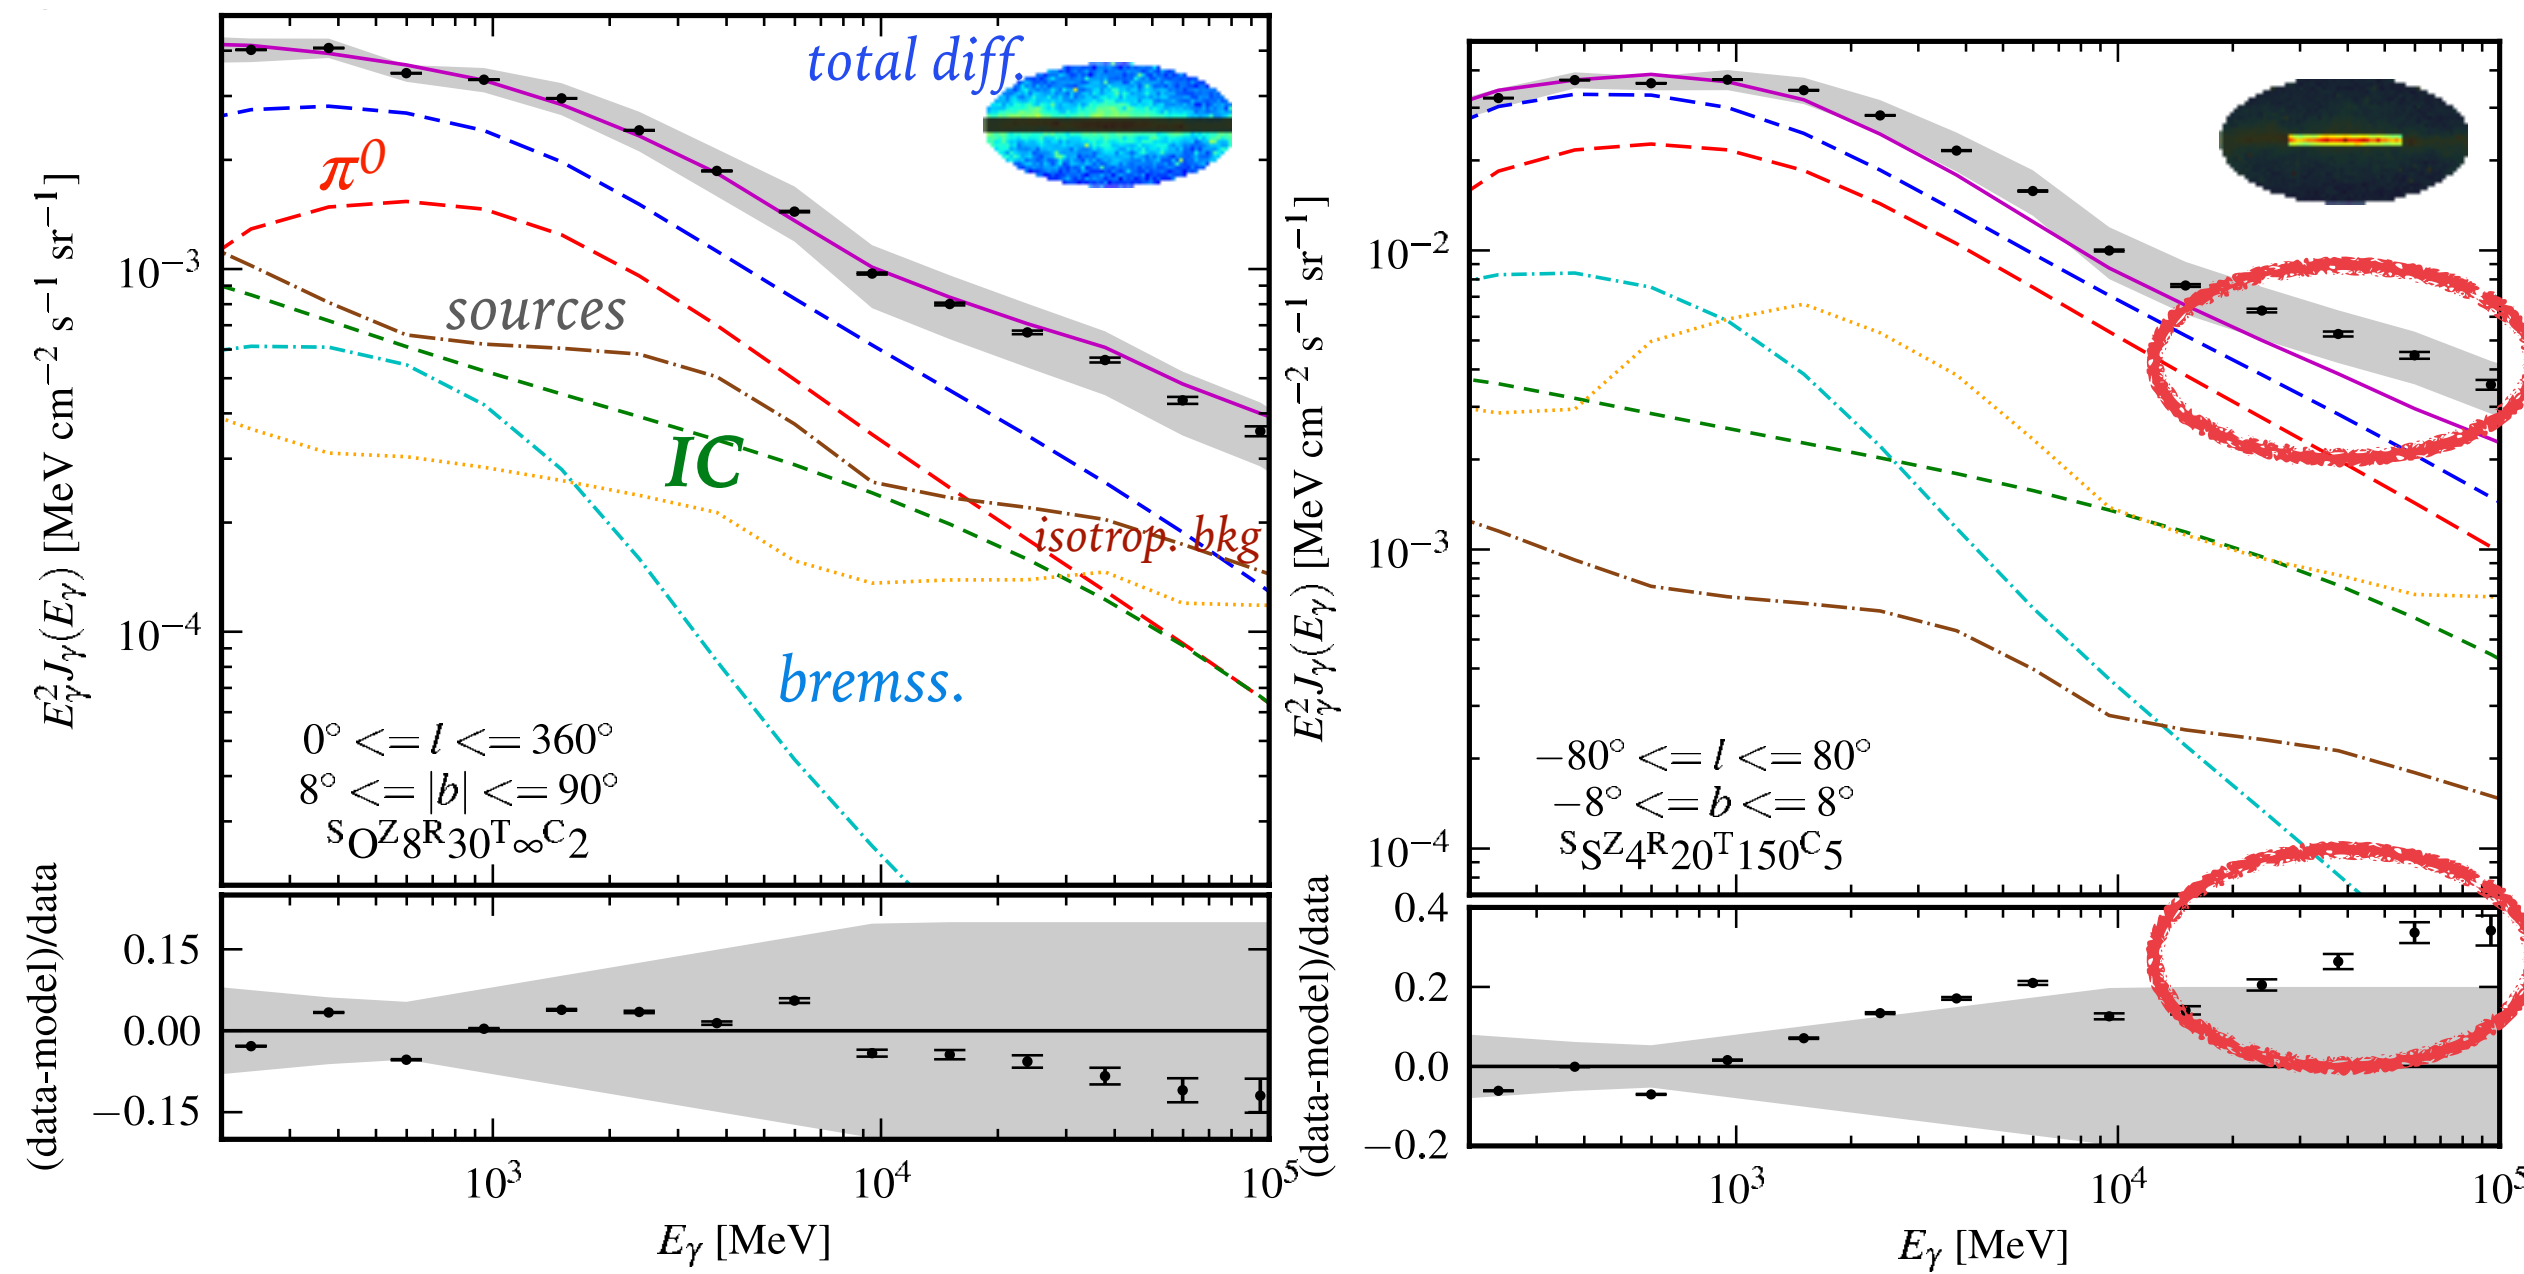 total diff.
π⁰
sources
IC
isotrop. bkg
bremss.
0° <= l <= 360°
8° <= |b| <= 90°
ˢOᶻ8ᴿ30ᵀ∞ᶜ2
10⁻³
10⁻⁴
E²ᵧJᵧ(Eᵧ) [MeV cm⁻² s⁻¹ sr⁻¹]
0.15
0.00
−0.15
(data-model)/data
10³ 10⁴ 10⁵
Eᵧ [MeV]
10⁻²
10⁻³
10⁻⁴
E²ᵧJᵧ(Eᵧ) [MeV cm⁻² s⁻¹ sr⁻¹]
−80° <= l <= 80°
−8° <= b <= 8°
ˢSᶻ4ᴿ20ᵀ150ᶜ5
0.4
0.2
0.0
−0.2
(data-model)/data
10³ 10⁴ 10⁵
Eᵧ [MeV]